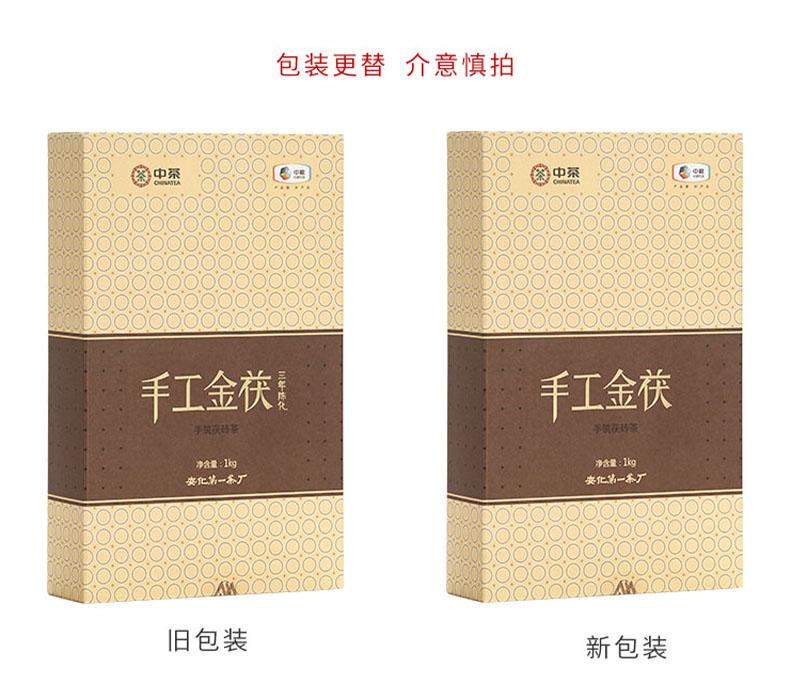 包装更替 介意慎拍
中茶
CHINATEA
中粮
手工金茯
三年陈化
手筑茯砖茶
净含量:1kg
安化第一茶厂
旧包装
中茶
CHINATEA
中粮
手工金茯
手筑茯砖茶
净含量:1kg
安化第一茶厂
新包装